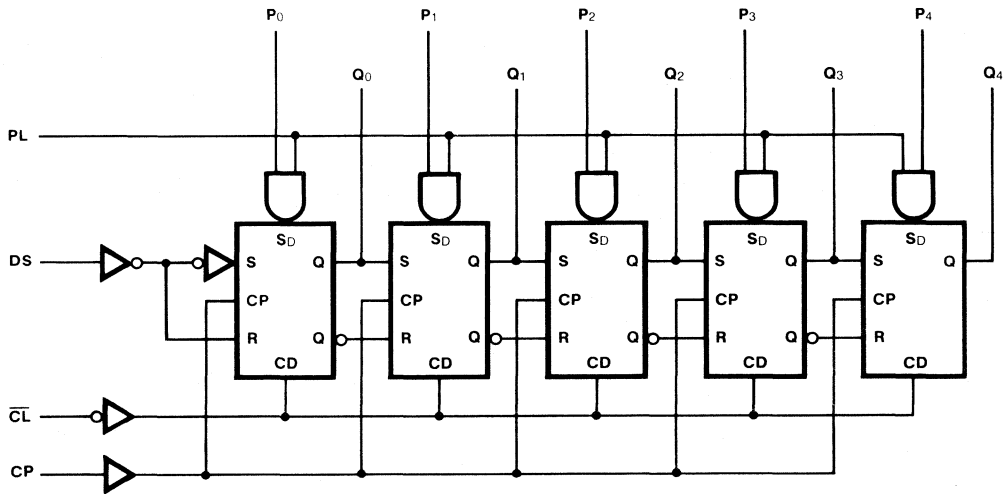 P0 P1 P2 P3 P4
Q0 Q1 Q2 Q3 Q4
PL
SD SD SD SD SD
DS S Q S Q S Q S Q S Q
CP CP CP CP CP
R Q R Q R Q R Q R
CD CD CD CD CD
C̅L̅
CP